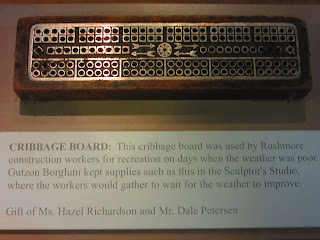 CRIBBAGE BOARD: This cribbage board was used by Rushmore
construction workers for recreation on days when the weather was poor.
Gutzon Borglum kept supplies such as this in the Sculptor's Studio,
where the workers would gather to wait for the weather to improve.
Gift of Ms. Hazel Richardson and Mr. Dale Petersen